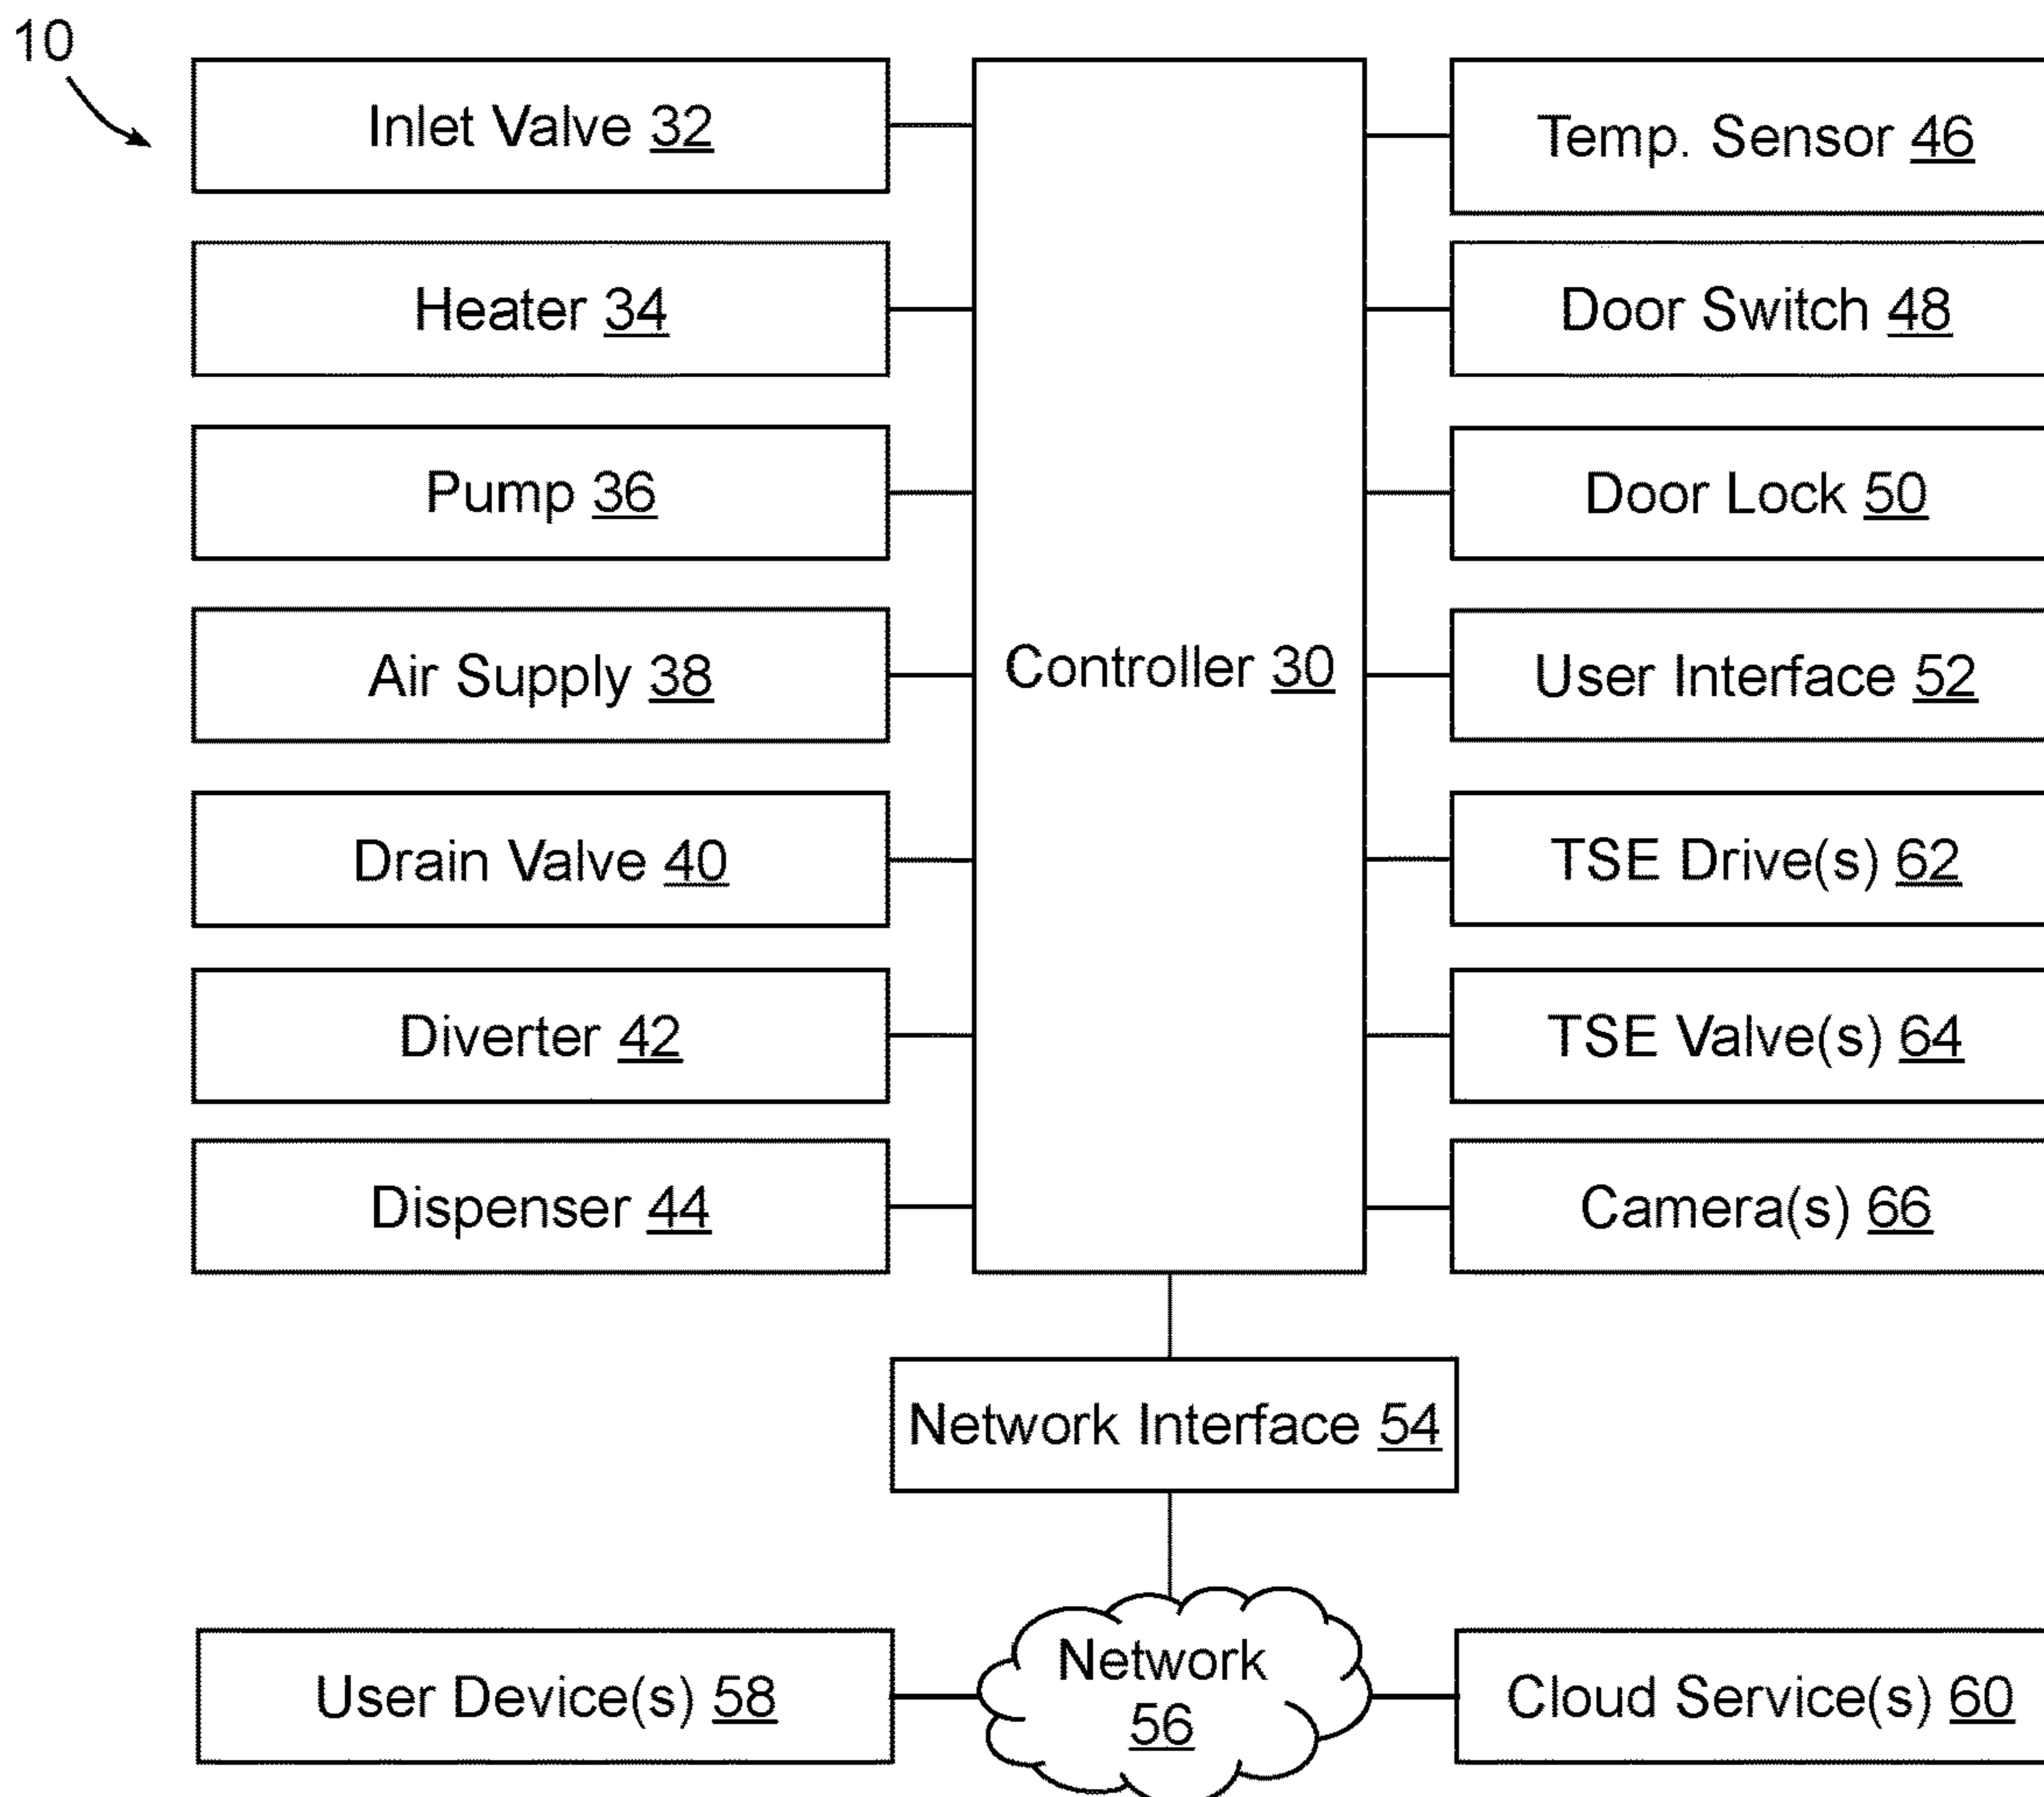 10
Inlet Valve 32
Heater 34
Pump 36
Air Supply 38
Drain Valve 40
Diverter 42
Dispenser 44
Controller 30
Temp. Sensor 46
Door Switch 48
Door Lock 50
User Interface 52
TSE Drive(s) 62
TSE Valve(s) 64
Camera(s) 66
Network Interface 54
User Device(s) 58
Network
56
Cloud Service(s) 60